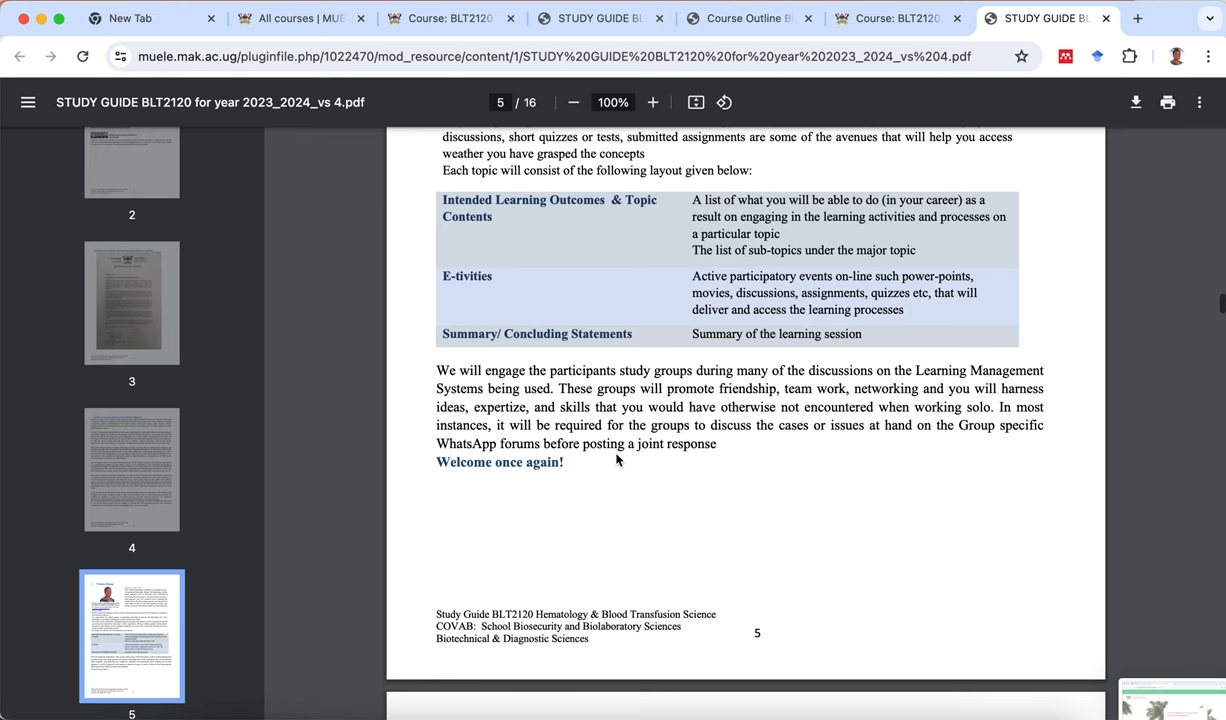 New Tab
All courses | MUE
Course: BLT2120
STUDY GUIDE BL
Course Outline B
Course: BLT2120
STUDY GUIDE BL
muele.mak.ac.ug/pluginfile.php/1022470/mod_resource/content/1/STUDY%20GUIDE%20BLT2120%20for%20year%202023_2024_vs%204.pdf
STUDY GUIDE BLT2120 for year 2023_2024_vs 4.pdf
5 / 16
100%
2
3
4
5
discussions, short quizzes or tests, submitted assignments are some of the avenues that will help you access
weather you have grasped the concepts
Each topic will consist of the following layout given below:
Intended Learning Outcomes & Topic
Contents
A list of what you will be able to do (in your career) as a
result on engaging in the learning activities and processes on
a particular topic
The list of sub-topics under the major topic
E-tivities
Active participatory events on-line such power-points,
movies, discussions, assignments, quizzes etc, that will
deliver and access the learning processes
Summary/ Concluding Statements
Summary of the learning session
We will engage the participants study groups during many of the discussions on the Learning Management
Systems being used. These groups will promote friendship, team work, networking and you will harness
ideas, expertize, and skills that you would have otherwise not encountered when working solo. In most
instances, it will be required for the groups to discuss the cases or issues at hand on the Group specific
WhatsApp forums before posting a joint response
Welcome once again!
Study Guide BLT2120 Hematology & Blood Transfusion Science
COVAB: School Biosecurity and Biolaboratory Sciences
Biotechnical & Diagnostic Sciences
5